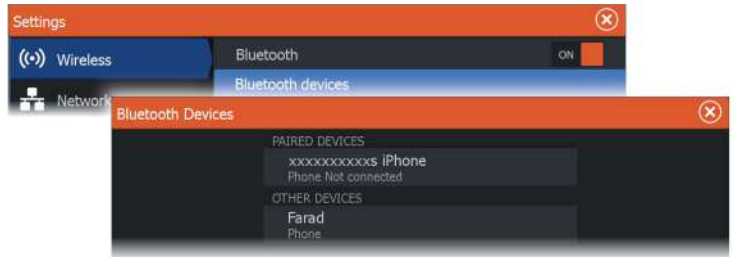 Settings
Wireless
Bluetooth
ON
Network
Bluetooth devices
Bluetooth Devices
PAIRED DEVICES
xxxxxxxxxxs iPhone
Phone Not connected
OTHER DEVICES
Farad
Phone